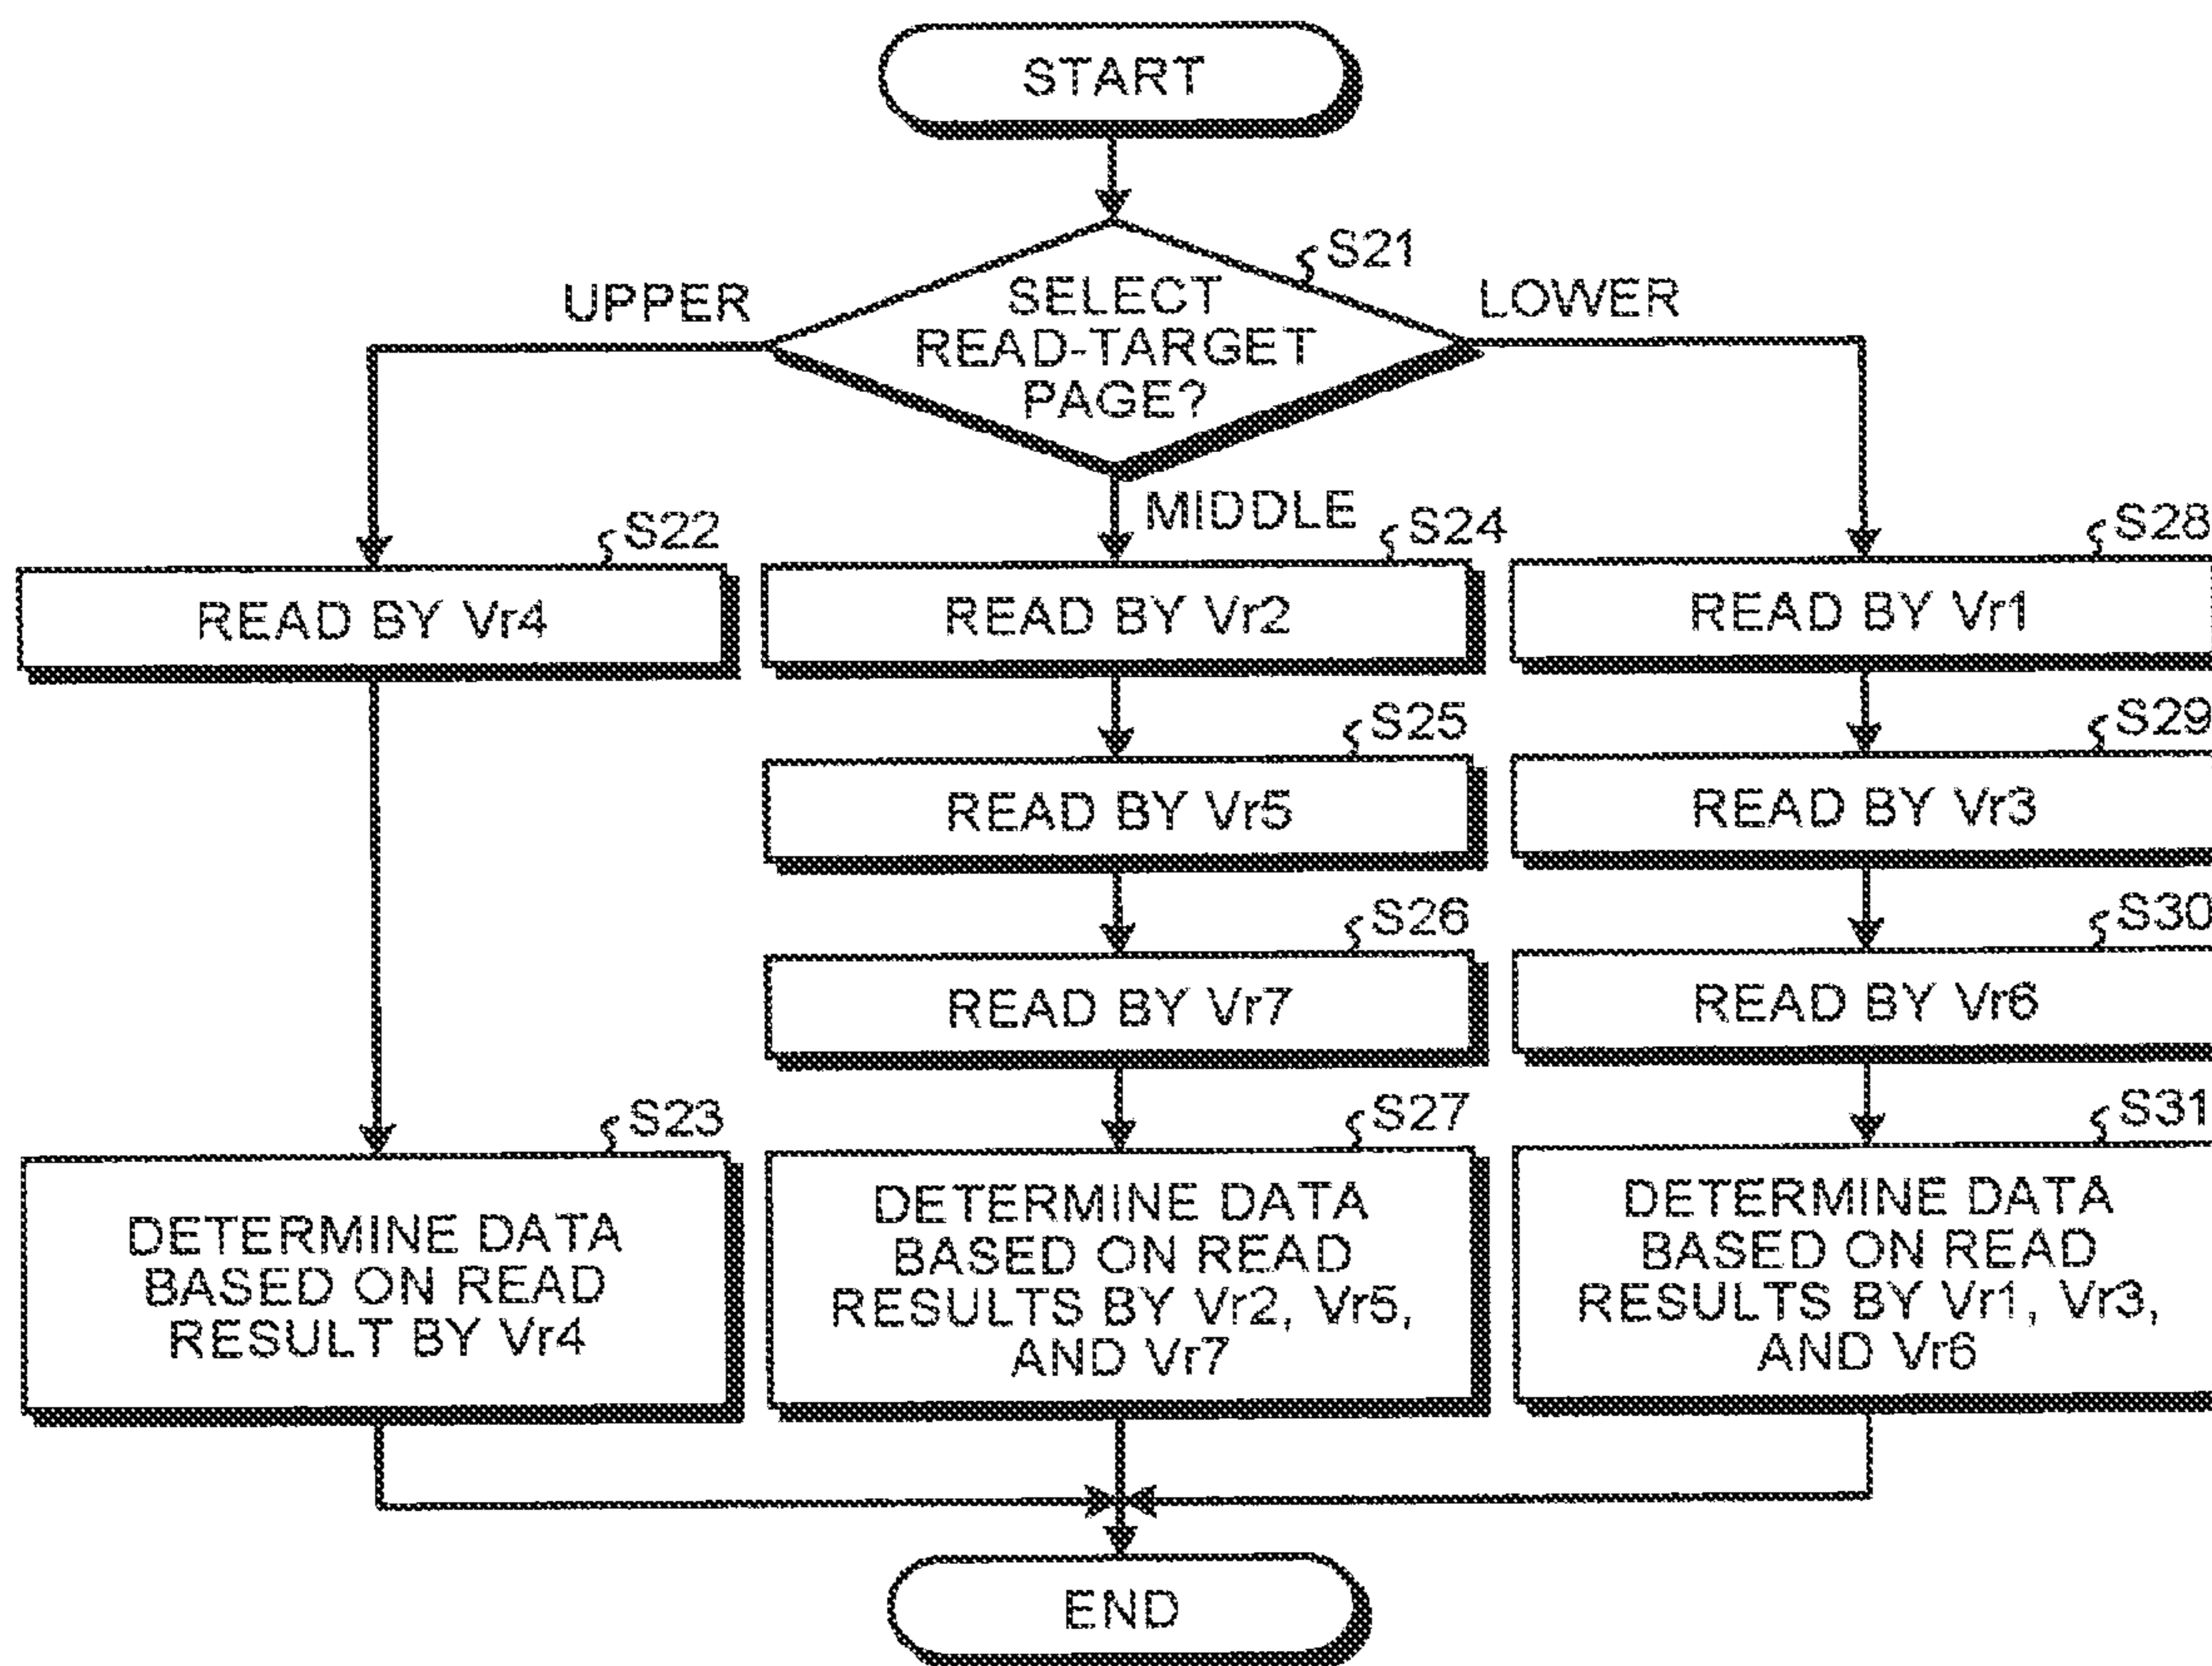 START
S21
SELECT
READ-TARGET
PAGE?
UPPER
LOWER
MIDDLE
S22
READ BY Vr4
S23
DETERMINE DATA
BASED ON READ
RESULT BY Vr4
S24
READ BY Vr2
S25
READ BY Vr5
S26
READ BY Vr7
S27
DETERMINE DATA
BASED ON READ
RESULTS BY Vr2, Vr5,
AND Vr7
S28
READ BY Vr1
S29
READ BY Vr3
S30
READ BY Vr6
S31
DETERMINE DATA
BASED ON READ
RESULTS BY Vr1, Vr3,
AND Vr6
END